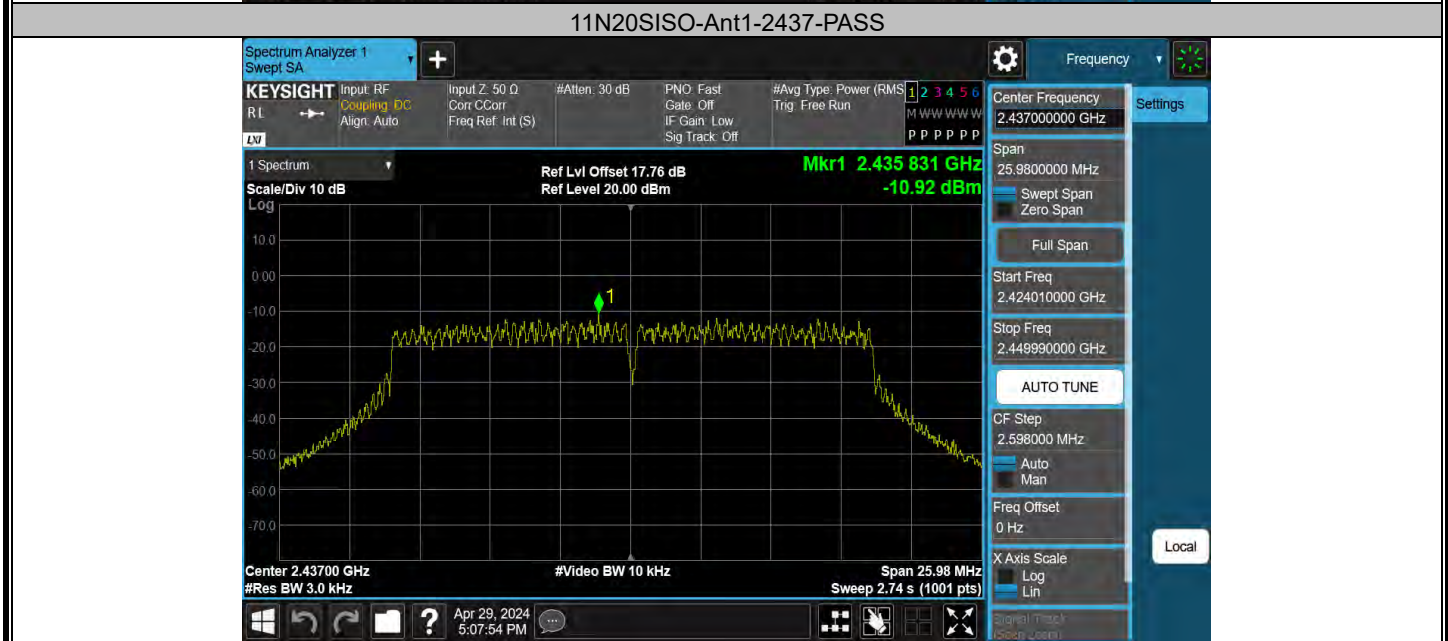 11N20SISO-Ant1-2437-PASS
Spectrum Analyzer 1
Swept SA
+
Frequency
KEYSIGHT
RL
LXI
Input: RF
Coupling: DC
Align: Auto
Input Z: 50 Ω
Corr CCorr
Freq Ref: Int (S)
#Atten: 30 dB
PNO: Fast
Gate: Off
IF Gain: Low
Sig Track: Off
#Avg Type: Power (RMS
Trig: Free Run
1 2 3 4 5 6
M W W W W W
P P P P P P
Center Frequency
2.437000000 GHz
Settings
1 Spectrum
Scale/Div 10 dB
Log
Ref Lvl Offset 17.76 dB
Ref Level 20.00 dBm
Mkr1 2.435 831 GHz
-10.92 dBm
Span
25.9800000 MHz
Swept Span
Zero Span
Full Span
Start Freq
2.424010000 GHz
Stop Freq
2.449990000 GHz
AUTO TUNE
CF Step
2.598000 MHz
Auto
Man
Freq Offset
0 Hz
X Axis Scale
Log
Lin
Local
10.0
0.00
-10.0
-20.0
-30.0
-40.0
-50.0
-60.0
-70.0
1
Center 2.43700 GHz
#Res BW 3.0 kHz
#Video BW 10 kHz
Span 25.98 MHz
Sweep 2.74 s (1001 pts)
?
Apr 29, 2024
5:07:54 PM
Signal Track
(Span Zoom)